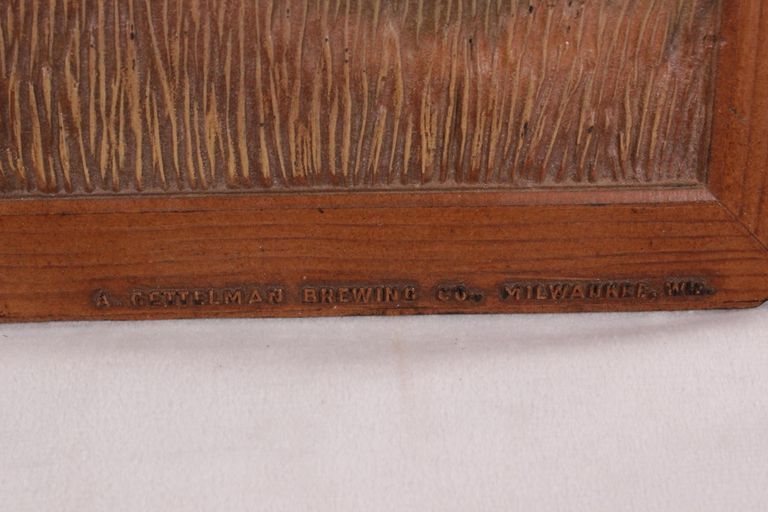 A. GETTELMAN BREWING CO., MILWAUKEE, WIS.